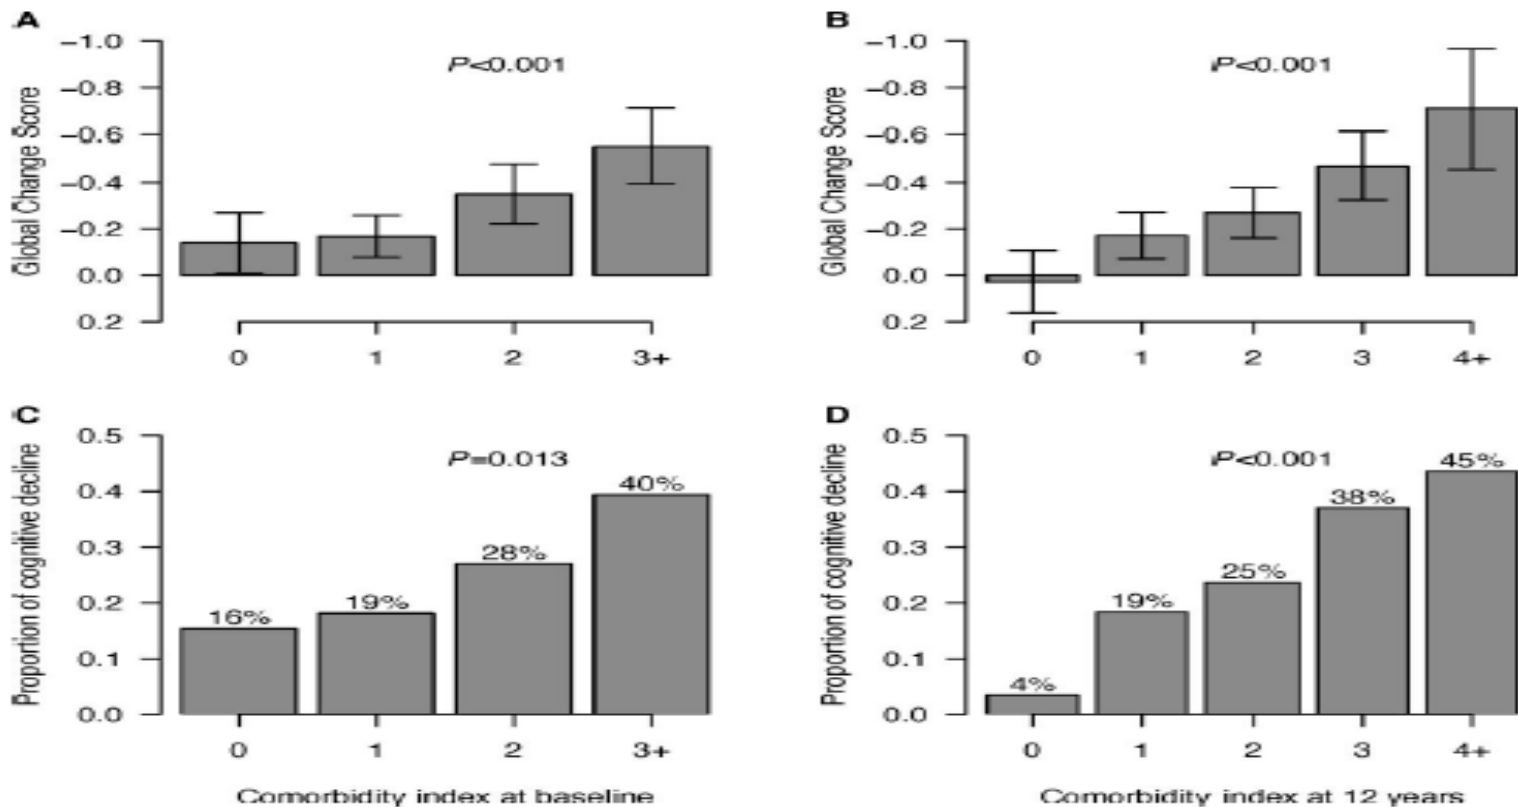 A
B
Global Change Score
−1.0
−0.8
−0.6
−0.4
−0.2
0.0
0.2
P<0.001
0 1 2 3+
Global Change Score
−1.0
−0.8
−0.6
−0.4
−0.2
0.0
0.2
P<0.001
0 1 2 3 4+
C
D
Proportion of cognitive decline
0.5
0.4
0.3
0.2
0.1
0.0
P=0.013
16% 19% 28% 40%
0 1 2 3+
Comorbidity index at baseline
Proportion of cognitive decline
0.5
0.4
0.3
0.2
0.1
0.0
P<0.001
4% 19% 25% 38% 45%
0 1 2 3 4+
Comorbidity index at 12 years